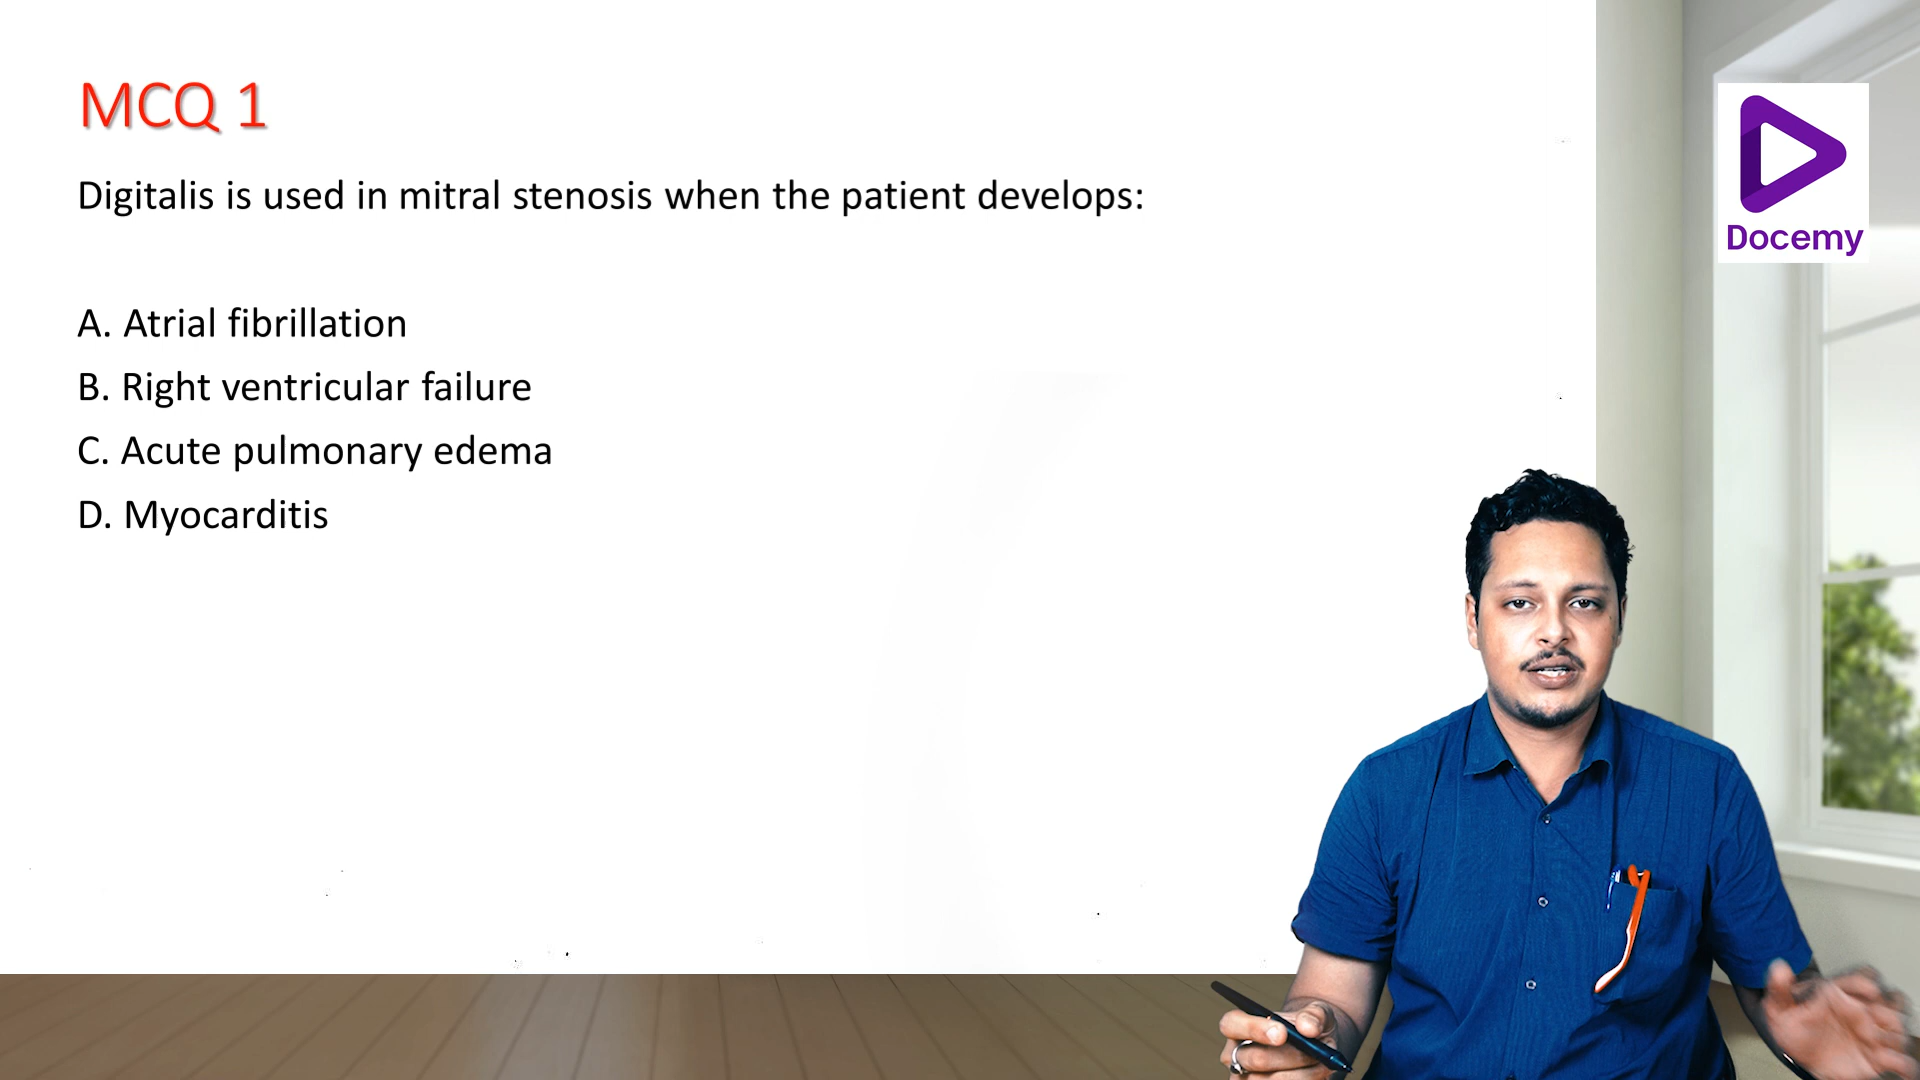 MCQ 1
Digitalis is used in mitral stenosis when the patient develops:
A. Atrial fibrillation
B. Right ventricular failure
C. Acute pulmonary edema
D. Myocarditis
Docemy